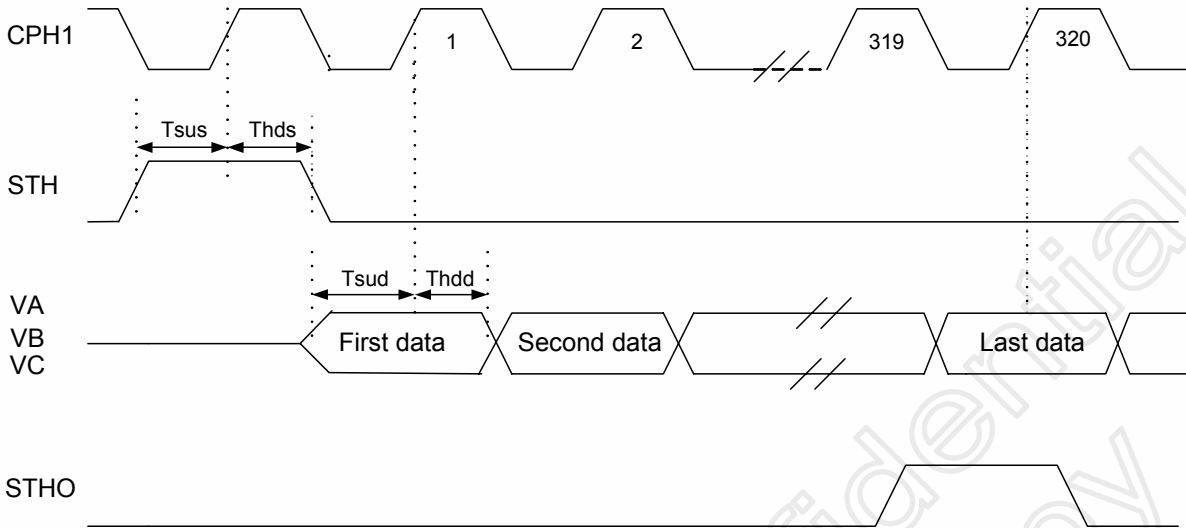 CPH1
1
2
319
320
Tsus
Thds
STH
Tsud
Thdd
VA
VB
VC
First data
Second data
Last data
STHO